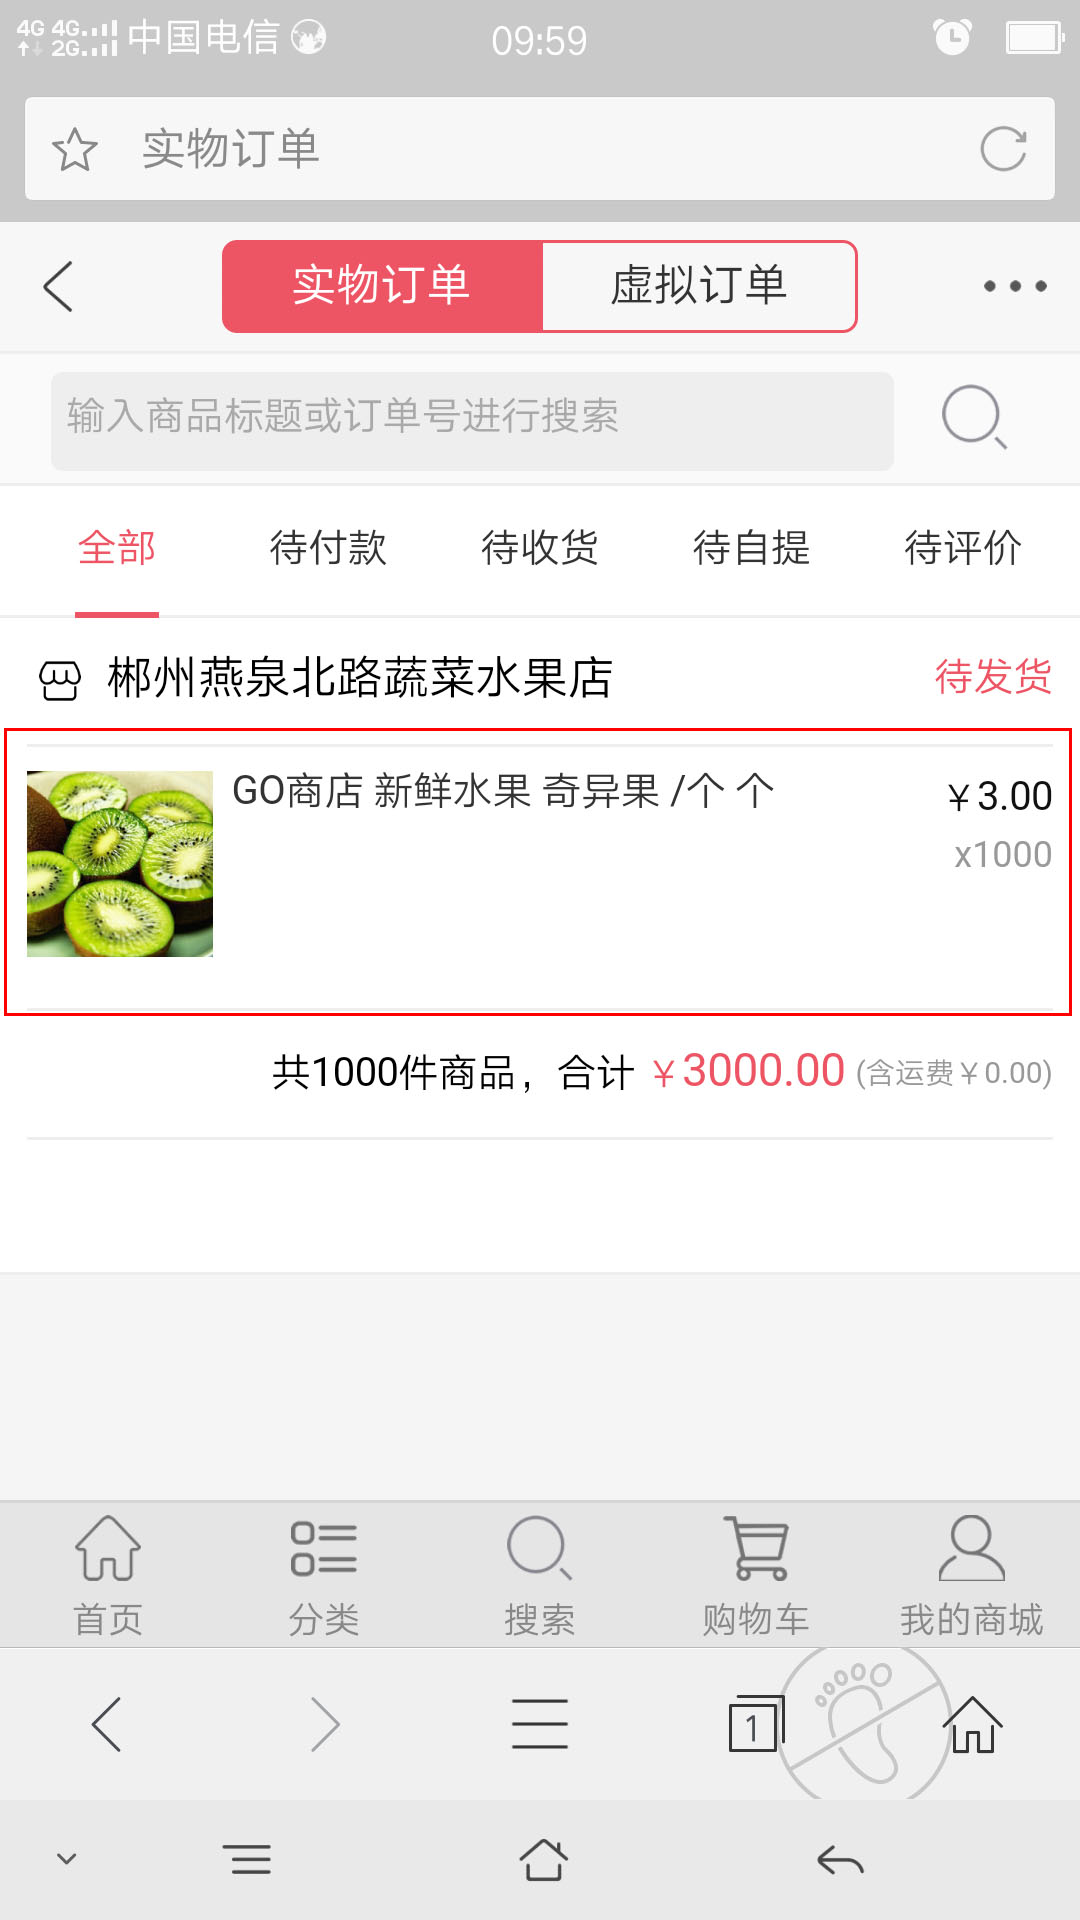 4G 4G 中国电信 09:59
2G
实物订单
实物订单 虚拟订单
输入商品标题或订单号进行搜索
全部 待付款 待收货 待自提 待评价
郴州燕泉北路蔬菜水果店 待发货
GO商店 新鲜水果 奇异果 /个 个 ￥3.00
x1000
共1000件商品，合计 ￥3000.00 (含运费￥0.00)
首页 分类 搜索 购物车 我的商城
1